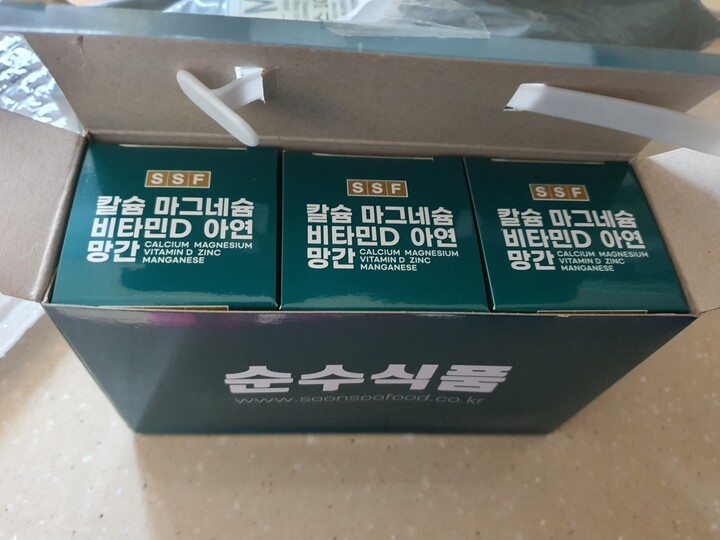 SSF
칼슘 마그네슘
비타민D 아연
망간 CALCIUM MAGNESIUM
VITAMIN D ZINC
MANGANESE
SSF
칼슘 마그네슘
비타민D 아연
망간 CALCIUM MAGNESIUM
VITAMIN D ZINC
MANGANESE
SSF
칼슘 마그네슘
비타민D 아연
망간 CALCIUM MAGNESIUM
VITAMIN D ZINC
MANGANESE
순수식품
www.soonsoofood.co.kr